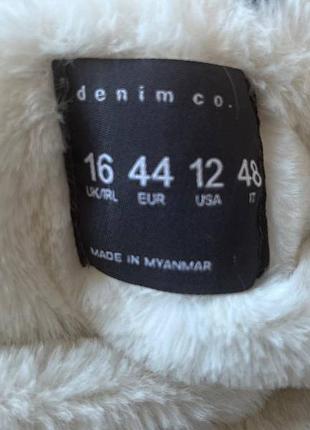 denim co.
16 44 12 48
UK/IRL EUR USA IT
MADE IN MYANMAR